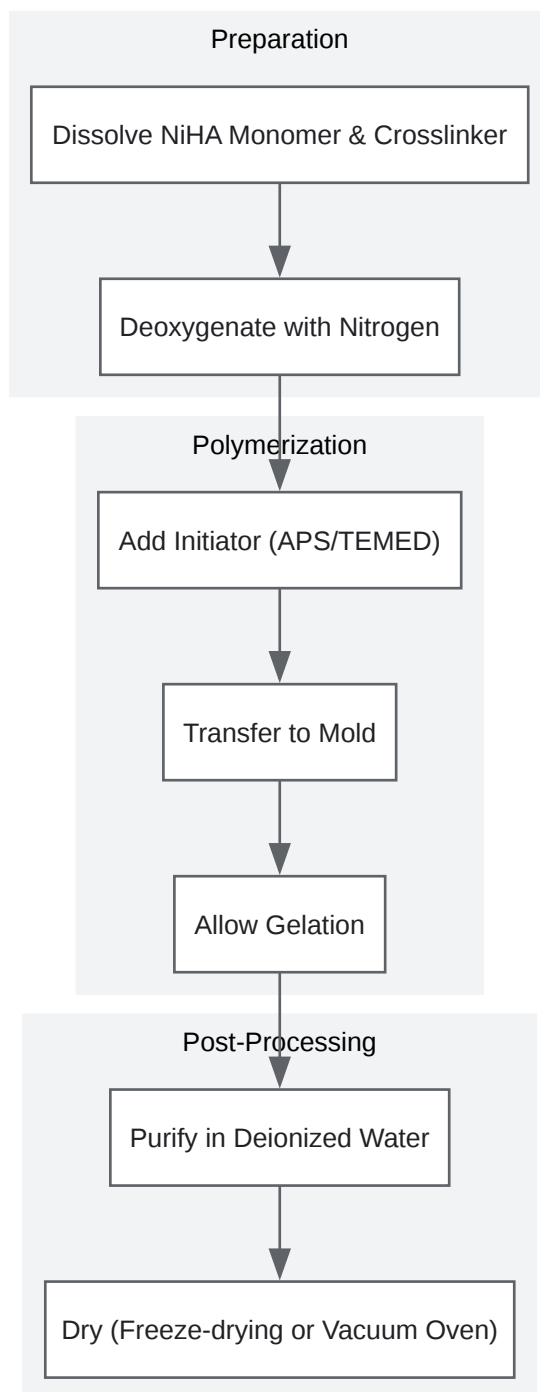 Preparation
Dissolve NiHA Monomer & Crosslinker
Deoxygenate with Nitrogen
Polymerization
Add Initiator (APS/TEMED)
Transfer to Mold
Allow Gelation
Post-Processing
Purify in Deionized Water
Dry (Freeze-drying or Vacuum Oven)